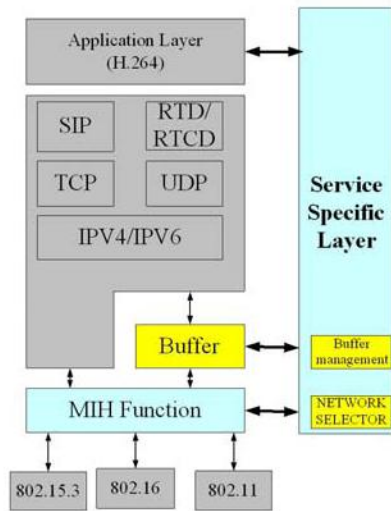 Application Layer
(H.264)
SIP
RTD/
RTCD
TCP
UDP
IPV4/IPV6
Service
Specific
Layer
Buffer
Buffer
management
MIH Function
NETWORK
SELECTOR
802.15.3
802.16
802.11